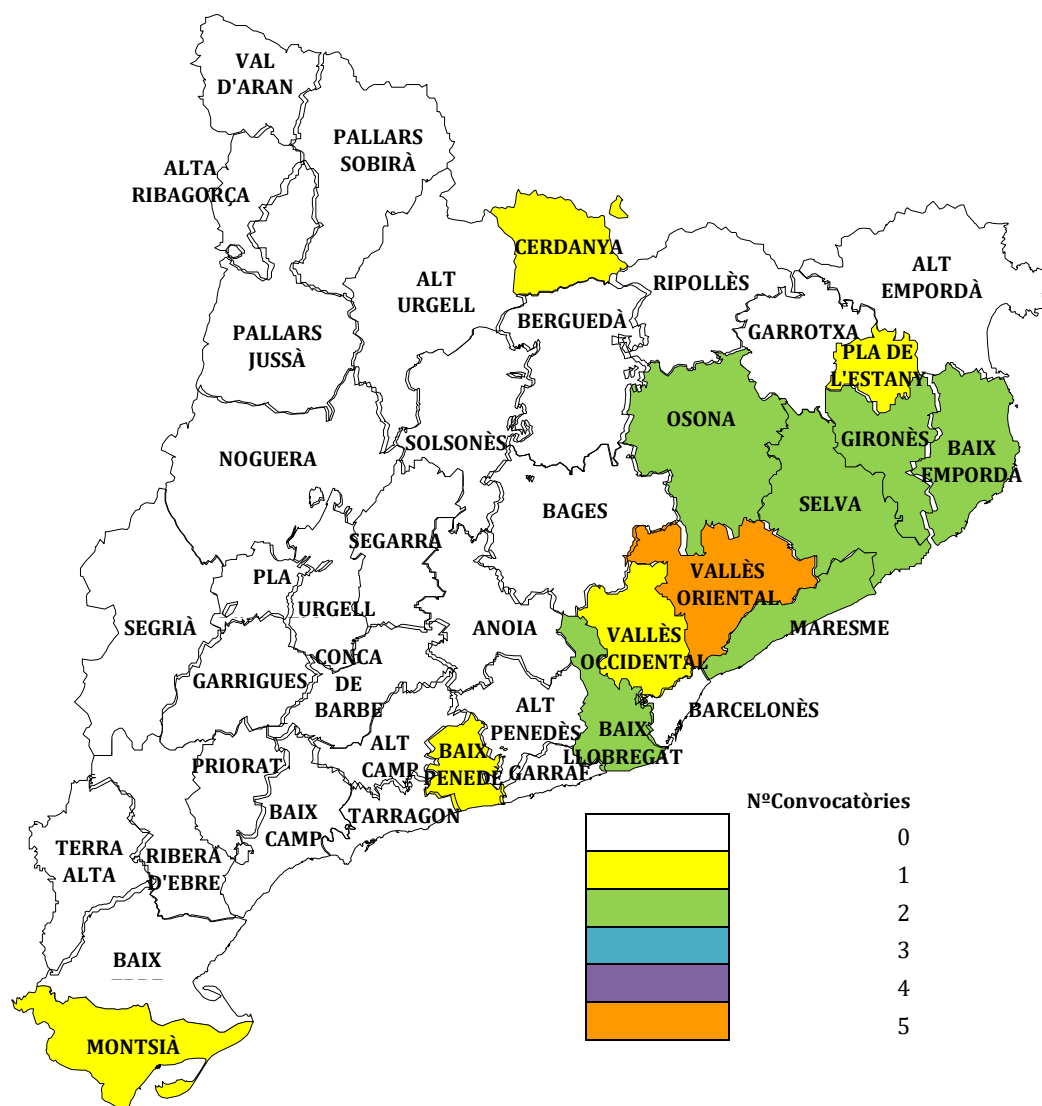 VAL
D'ARAN
PALLARS
SOBIRÀ
ALTA
RIBAGORÇA
CERDANYA
ALT
URGELL
RIPOLLÈS
ALT
EMPORDÀ
BERGUEDÀ
GARROTXA
PALLARS
JUSSÀ
PLA DE
L'ESTANY
OSONA
GIRONÈS
SOLSONÈS
BAIX
EMPORDÀ
NOGUERA
SELVA
BAGES
SEGARRA
PLA
VALLÈS
ORIENTAL
URGELL
SEGRIÀ
ANOIA
MARESME
VALLÈS
OCCIDENTAL
CONCA
DE
BARBE
GARRIGUES
ALT
PENEDÈS
BARCELONÈS
BAIX
LLOBREGAT
ALT
CAMP
BAIX
PENEDÈ
GARRAF
PRIORAT
BAIX
CAMP
TARRAGON
TERRA
ALTA
RIBERA
D'EBRE
BAIX
MONTSIÀ
NºConvocatòries
0
1
2
3
4
5